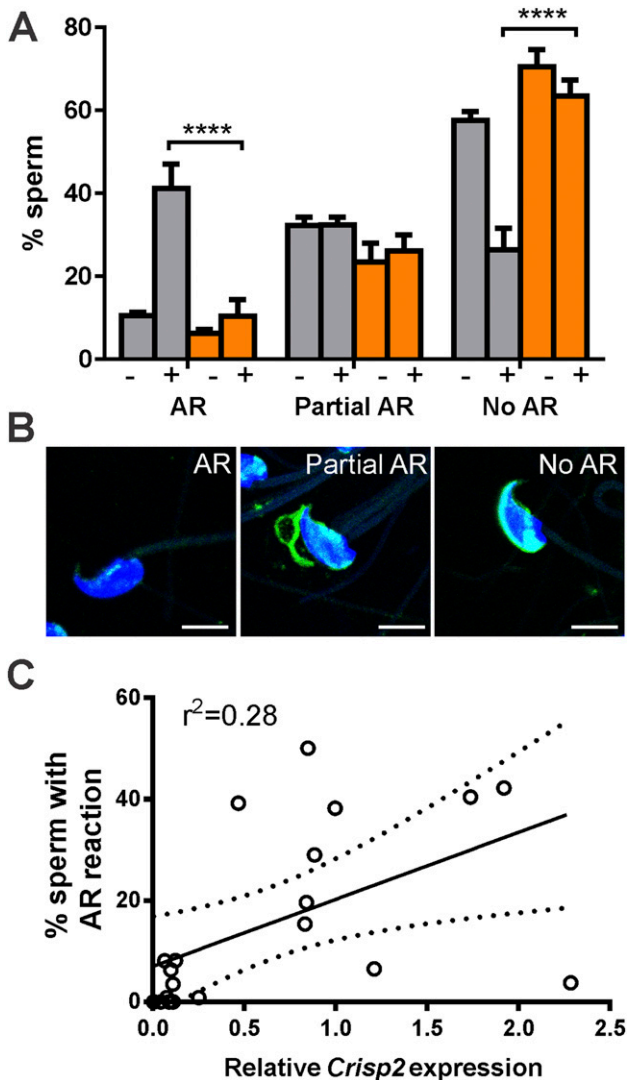 A
% sperm
80
60
40
20
0
****
****
- + - + - + - + - + - +
AR Partial AR No AR
B
AR Partial AR No AR
C
r²=0.28
% sperm with
AR reaction
60
40
20
0
0.0 0.5 1.0 1.5 2.0 2.5
Relative Crisp2 expression